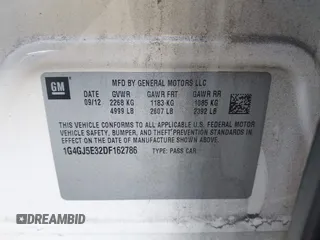 GM
MFD BY GENERAL MOTORS LLC
DATE GVWR GAWR FRT GAWR RR
09/12 2268 KG 1183 KG 1085 KG
4999 LB 2607 LB 2392 LB
THIS VEHICLE CONFORMS TO ALL APPLICABLE U.S. FEDERAL MOTOR VEHICLE
SAFETY, BUMPER, AND THEFT PREVENTION STANDARDS IN EFFECT ON THE
DATE OF MANUFACTURE SHOWN ABOVE.
1G4GJ5E32DF162786 TYPE: PASS CAR
DREAMBID